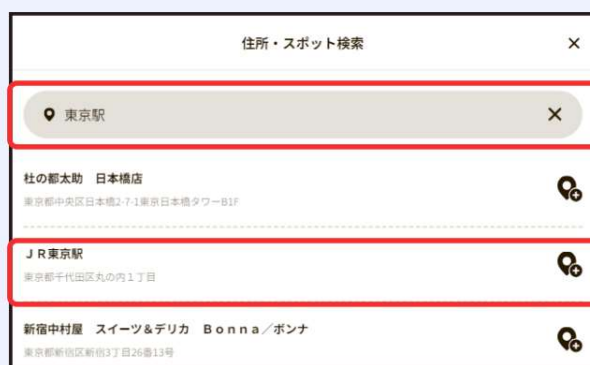 住所・スポット検索
東京駅
杜の都太助　日本橋店
東京都中央区日本橋2-7-1東京日本橋タワーB1F
ＪＲ東京駅
東京都千代田区丸の内１丁目
新宿中村屋　スイーツ＆デリカ　Ｂｏｎｎａ／ボンナ
東京都新宿区新宿3丁目26番13号